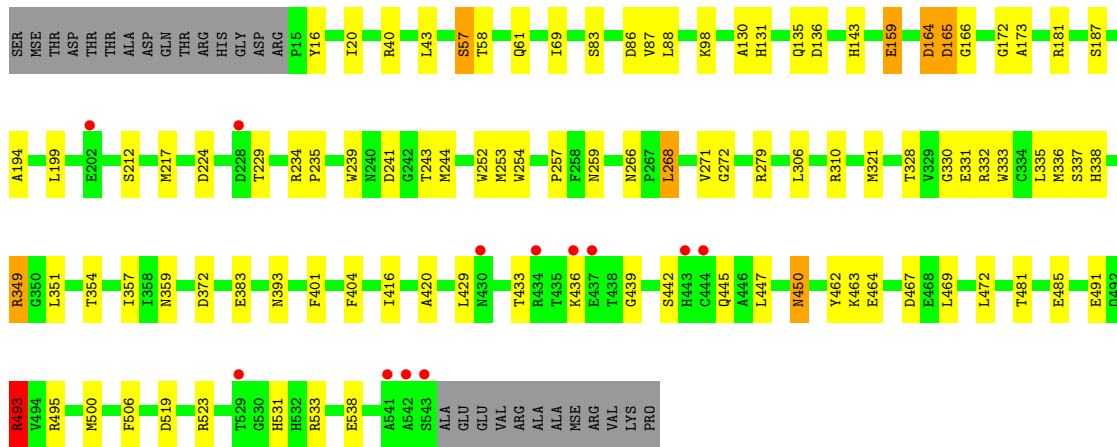 SER MSE THR ASP THR THR ALA ASP GLN THR ARG HIS GLY ASP ARG P15 Y16 I20 R40 L43 S57 T58 Q61 I69 S83 D86 V87 L88 K98 A130 H131 Q135 D136 H143 E159 D164 D165 G166 G172 A173 R181 S187
A194 L199 E202 S212 M217 D224 D228 T229 R234 P235 W239 N240 D241 G242 T243 M244 W252 M253 W254 P257 F258 N259 N266 P267 L268 V271 G272 R279 L306 R310 M321 T328 V329 G330 E331 R332 W333 C334 L335 M336 S337 H338
R349 G350 L351 T354 I357 I358 N359 D372 E383 N393 F401 F404 I416 A420 L429 N430 T433 R434 T435 K436 E437 T438 G439 S442 H443 C444 Q445 A446 L447 N450 Y462 K463 E464 D467 E468 L469 L472 T481 E485 E491
R493 V494 R495 M500 F506 D519 R523 T529 G530 H531 H532 R533 E538 A541 A542 S543 ALA GLU GLU VAL ARG ALA ALA MSE ARG VAL LYS PRO